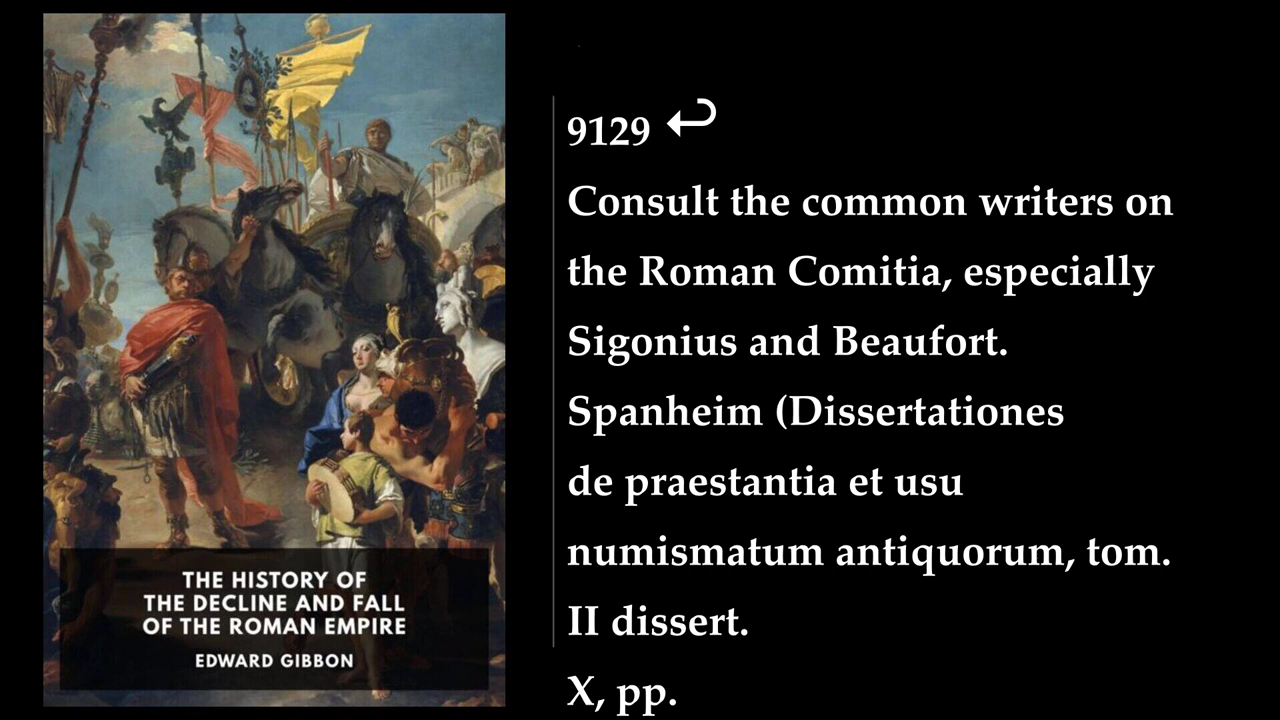 THE HISTORY OF
THE DECLINE AND FALL
OF THE ROMAN EMPIRE
EDWARD GIBBON
9129 ↩
Consult the common writers on
the Roman Comitia, especially
Sigonius and Beaufort.
Spanheim (Dissertationes
de praestantia et usu
numismatum antiquorum, tom.
II dissert.
X, pp.